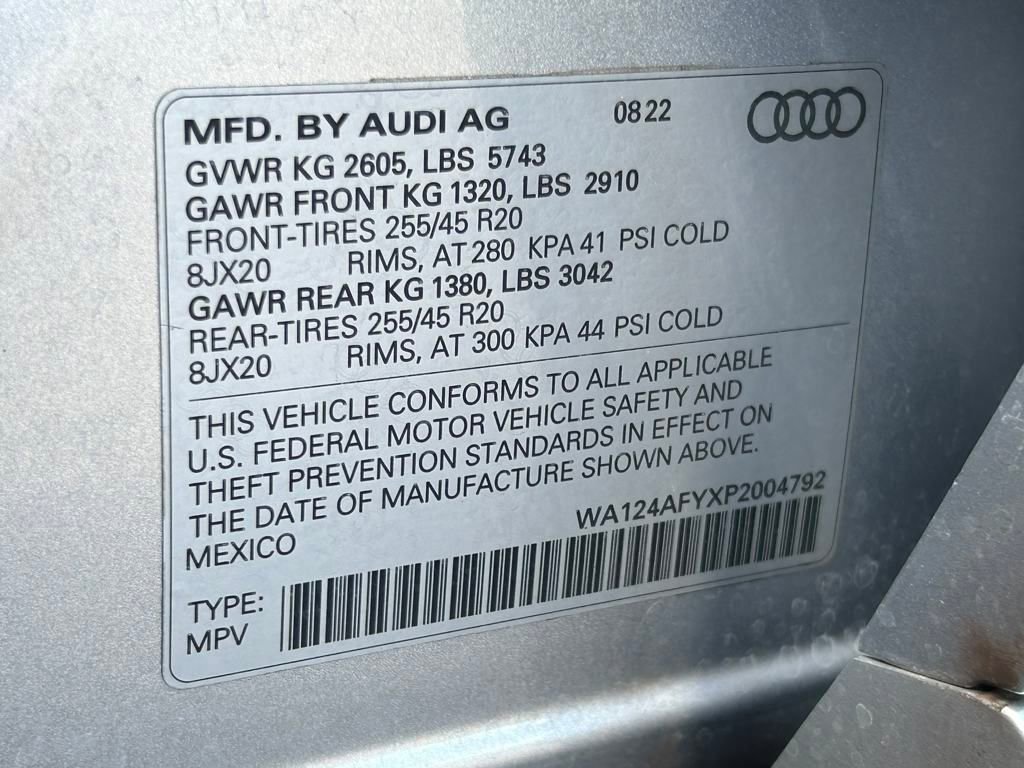 MFD. BY AUDI AG 0822
GVWR KG 2605, LBS 5743
GAWR FRONT KG 1320, LBS 2910
FRONT-TIRES 255/45 R20
8JX20 RIMS, AT 280 KPA 41 PSI COLD
GAWR REAR KG 1380, LBS 3042
REAR-TIRES 255/45 R20
8JX20 RIMS, AT 300 KPA 44 PSI COLD
THIS VEHICLE CONFORMS TO ALL APPLICABLE
U.S. FEDERAL MOTOR VEHICLE SAFETY AND
THEFT PREVENTION STANDARDS IN EFFECT ON
THE DATE OF MANUFACTURE SHOWN ABOVE.
MEXICO WA124AFYXP2004792
TYPE:
MPV